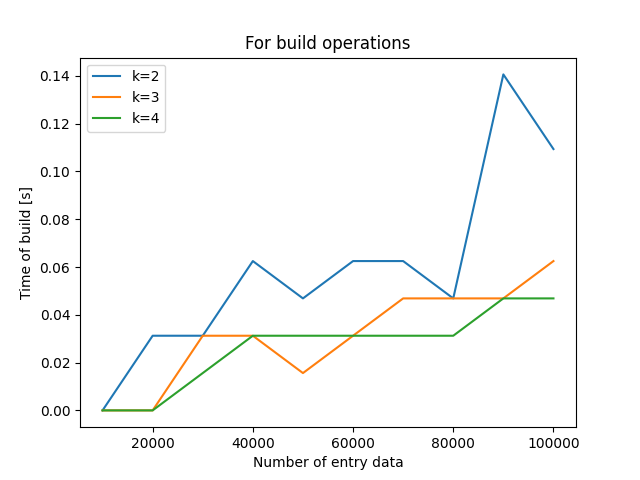 For build operations
k=2
k=3
k=4
0.14
0.12
0.10
0.08
0.06
0.04
0.02
0.00
Time of build [s]
20000 40000 60000 80000 100000
Number of entry data